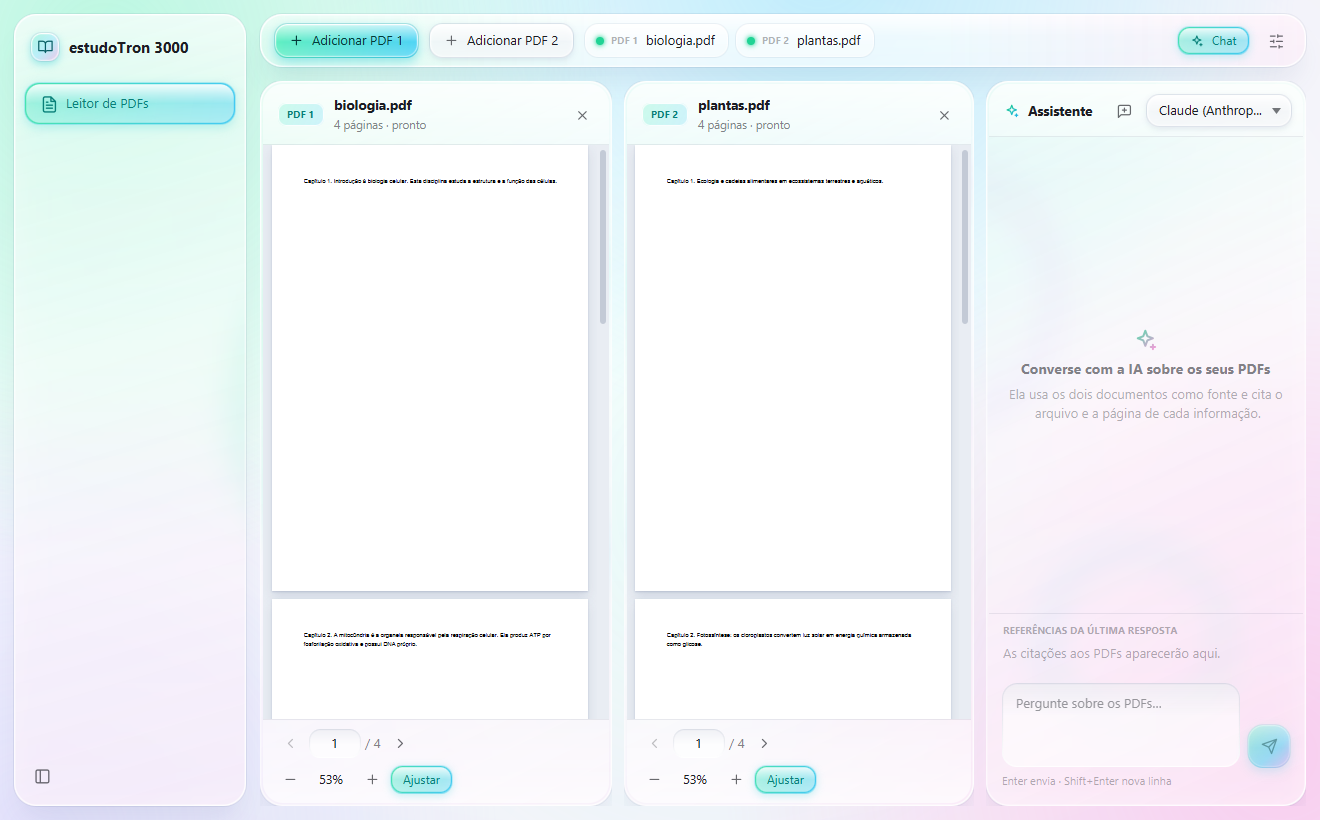 estudoTron 3000
Leitor de PDFs
Adicionar PDF 1
Adicionar PDF 2
PDF 1 biologia.pdf
PDF 2 plantas.pdf
Chat
PDF 1
biologia.pdf
4 páginas · pronto
Capítulo 1. Introdução à biologia celular. Esta disciplina estuda a estrutura e a função das células.
Capítulo 2. A mitocôndria é a organela responsável pela respiração celular. Ela produz ATP por
fosforilação oxidativa e possui DNA próprio.
1 / 4
53%
Ajustar
PDF 2
plantas.pdf
4 páginas · pronto
Capítulo 1. Ecologia e cadeias alimentares em ecossistemas terrestres e aquáticos.
Capítulo 2. Fotossíntese: os cloroplastos convertem luz solar em energia química armazenada
como glicose.
1 / 4
53%
Ajustar
Assistente
Claude (Anthrop...
Converse com a IA sobre os seus PDFs
Ela usa os dois documentos como fonte e cita o
arquivo e a página de cada informação.
REFERÊNCIAS DA ÚLTIMA RESPOSTA
As citações aos PDFs aparecerão aqui.
Pergunte sobre os PDFs...
Enter envia · Shift+Enter nova linha